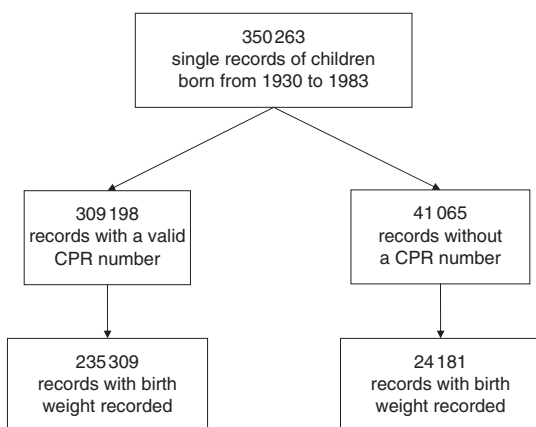 350 263
single records of children
born from 1930 to 1983
309 198
records with a valid
CPR number
41 065
records without
a CPR number
235 309
records with birth
weight recorded
24 181
records with birth
weight recorded